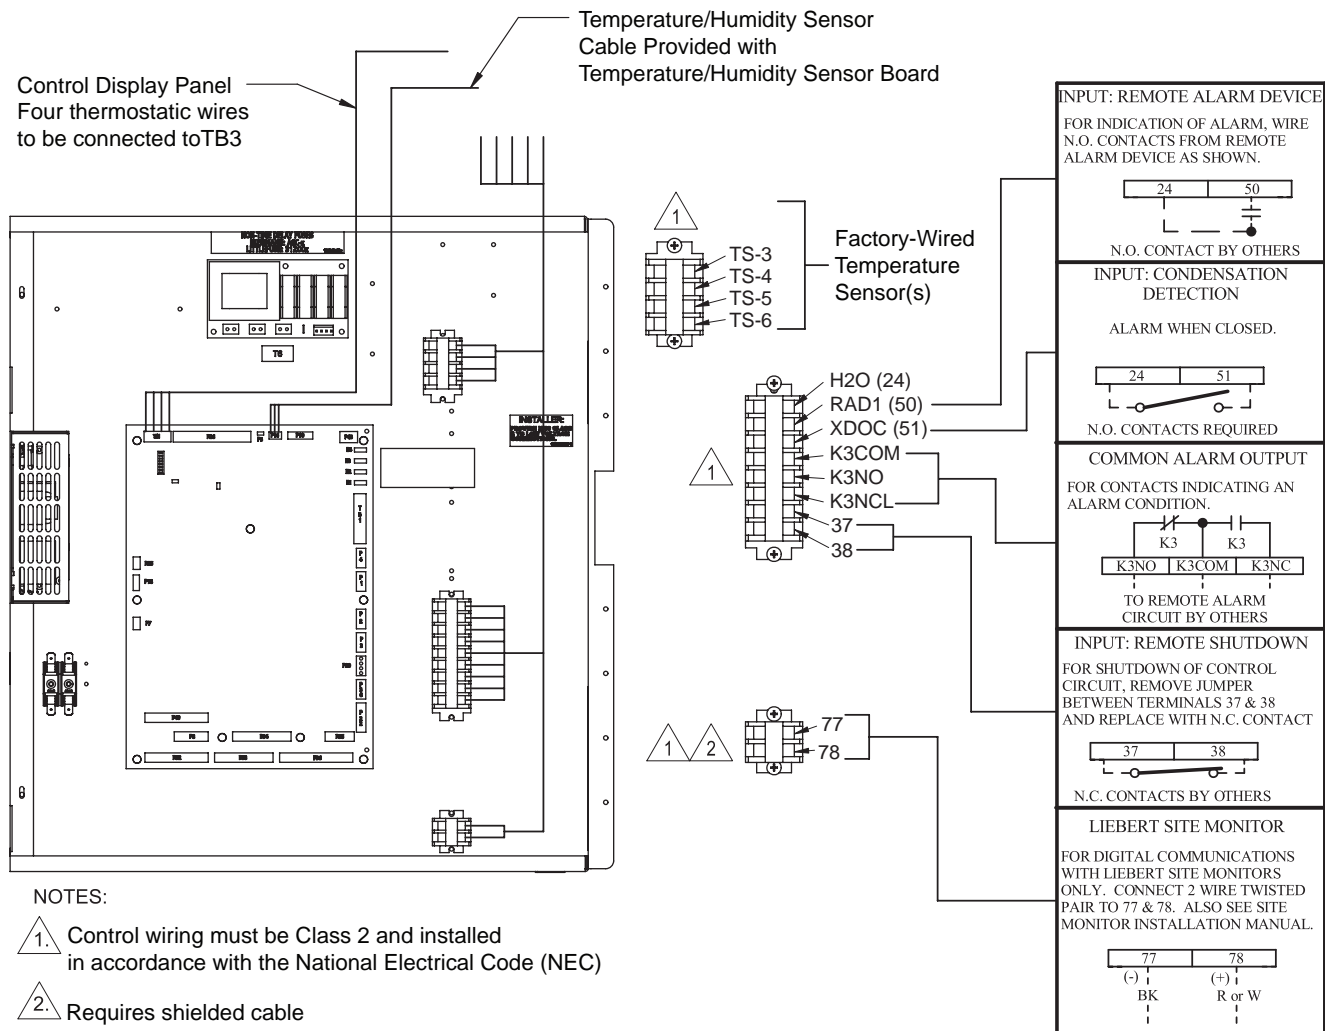 Temperature/Humidity Sensor
Cable Provided with
Temperature/Humidity Sensor Board
Control Display Panel
Four thermostatic wires
to be connected toTB3
1
TS-3
TS-4
TS-5
TS-6
Factory-Wired
Temperature
Sensor(s)
H2O (24)
RAD1 (50)
XDOC (51)
K3COM
K3NO
K3NCL
37
38
1
1
2
77
78
INSTALLER:
INPUT: REMOTE ALARM DEVICE
FOR INDICATION OF ALARM, WIRE
N.O. CONTACTS FROM REMOTE
ALARM DEVICE AS SHOWN.
24 50
N.O. CONTACT BY OTHERS
INPUT: CONDENSATION
DETECTION
ALARM WHEN CLOSED.
24 51
N.O. CONTACTS REQUIRED
COMMON ALARM OUTPUT
FOR CONTACTS INDICATING AN
ALARM CONDITION.
K3 K3
K3NO K3COM K3NC
TO REMOTE ALARM
CIRCUIT BY OTHERS
INPUT: REMOTE SHUTDOWN
FOR SHUTDOWN OF CONTROL
CIRCUIT, REMOVE JUMPER
BETWEEN TERMINALS 37 & 38
AND REPLACE WITH N.C. CONTACT
37 38
N.C. CONTACTS BY OTHERS
LIEBERT SITE MONITOR
FOR DIGITAL COMMUNICATIONS
WITH LIEBERT SITE MONITORS
ONLY. CONNECT 2 WIRE TWISTED
PAIR TO 77 & 78. ALSO SEE SITE
MONITOR INSTALLATION MANUAL.
77 78
(-) (+)
BK R or W
NOTES:
1. Control wiring must be Class 2 and installed
in accordance with the National Electrical Code (NEC)
2. Requires shielded cable